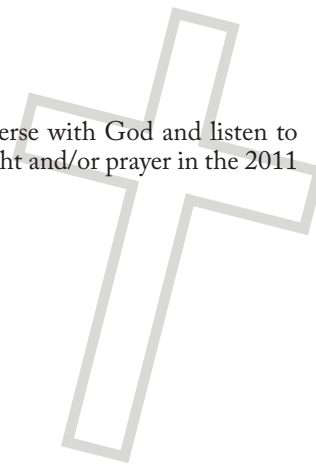 erse with God and listen to
ht and/or prayer in the 2011